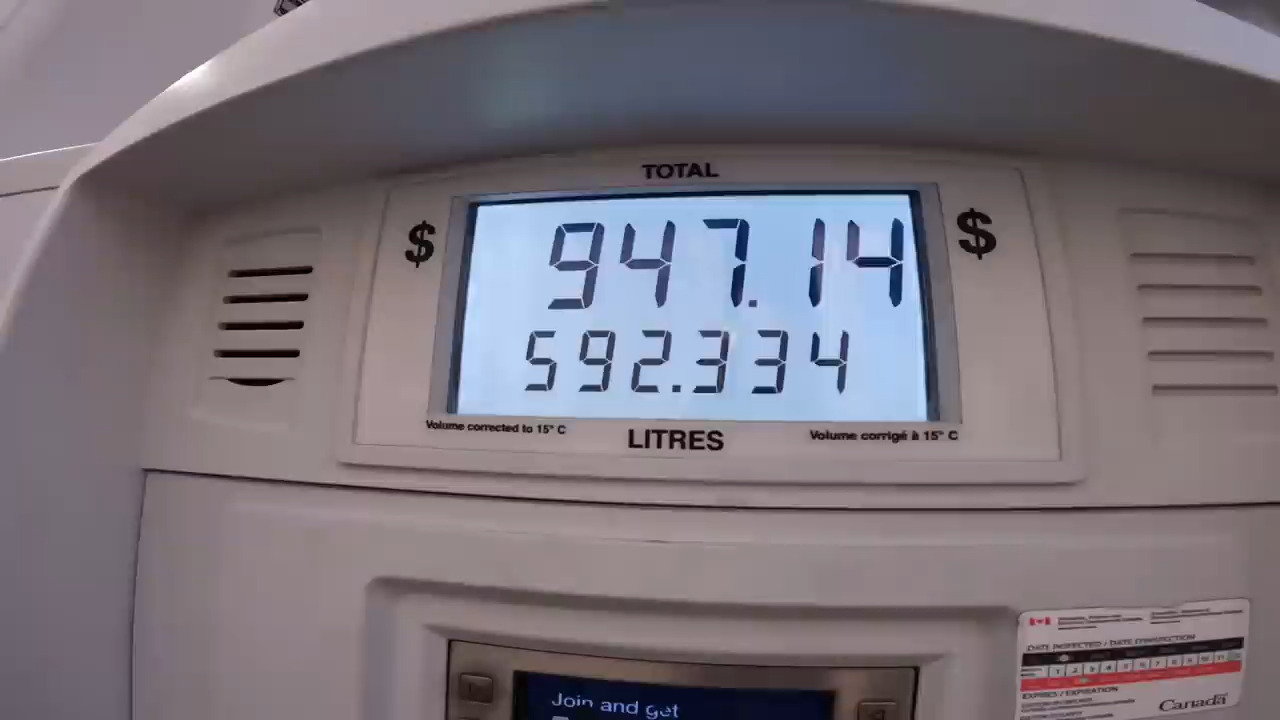 TOTAL
$ 947.14 $
592.334
Volume corrected to 15° C
LITRES
Volume corrigé à 15° C
Join and get
DATE INSPECTED / DATE D'INSPECTION
EXPIRES / EXPIRATION
Canada